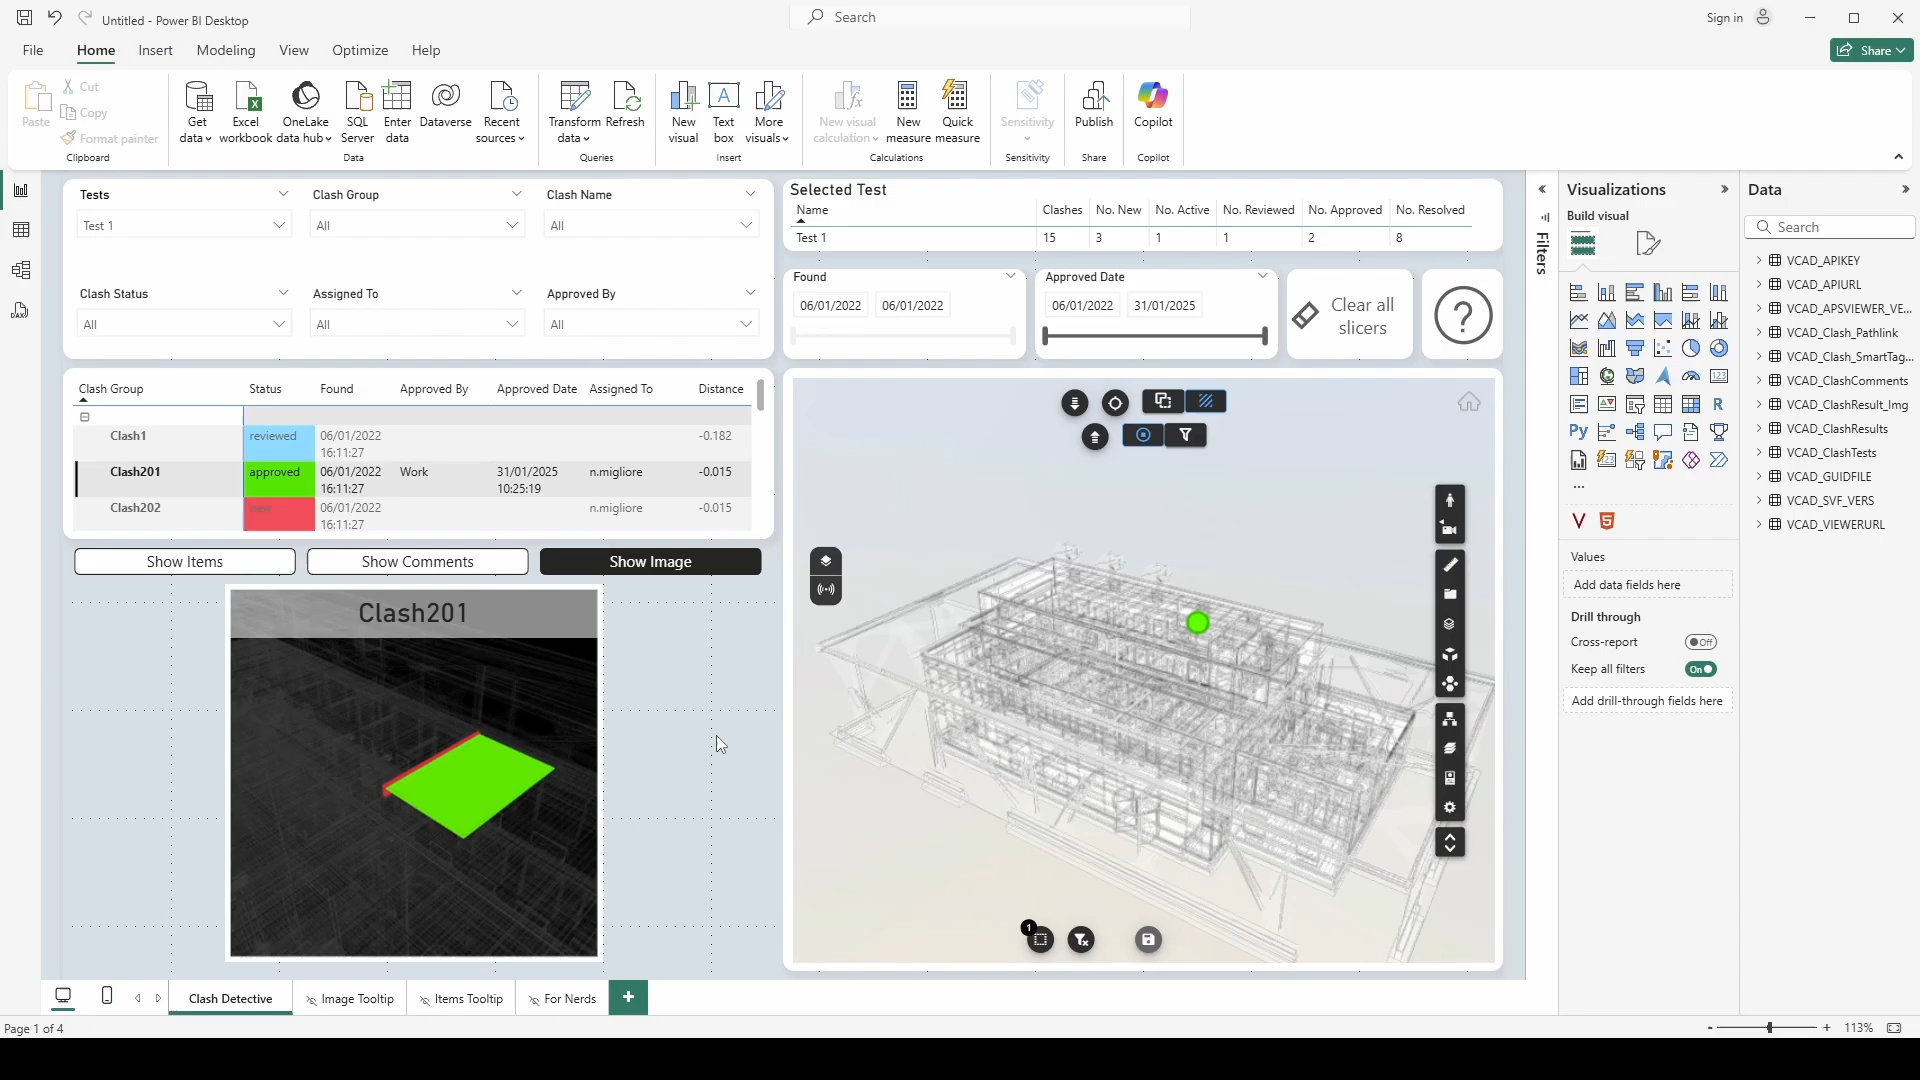 Untitled - Power BI Desktop
Search
Sign in
File
Home
Insert
Modeling
View
Optimize
Help
Share
Paste
Cut
Copy
Format painter
Clipboard
Get data
Excel workbook
OneLake data hub
SQL Server
Enter data
Dataverse
Recent sources
Data
Transform data
Refresh
Queries
New visual
Text box
More visuals
Insert
New visual calculation
New measure
Quick measure
Calculations
Sensitivity
Sensitivity
Publish
Share
Copilot
Copilot
Tests
Test 1
Clash Group
All
Clash Name
All
Clash Status
All
Assigned To
All
Approved By
All
Selected Test
Name Clashes No. New No. Active No. Reviewed No. Approved No. Resolved
Test 1 15 3 1 1 2 8
Found
06/01/2022 06/01/2022
Approved Date
06/01/2022 31/01/2025
Clear all
slicers
?
Clash Group Status Found Approved By Approved Date Assigned To Distance
Clash1 reviewed 06/01/2022 -0.182
16:11:27
Clash201 approved 06/01/2022 Work 31/01/2025 n.migliore -0.015
16:11:27 10:25:19
Clash202 new 06/01/2022 n.migliore -0.015
16:11:27
Show Items
Show Comments
Show Image
Clash201
1
Filters
Visualizations
Build visual
123
R
Py
123
...
V
5
Values
Add data fields here
Drill through
Cross-report
Off
Keep all filters
On
Add drill-through fields here
Data
Search
VCAD_APIKEY
VCAD_APIURL
VCAD_APSVIEWER_VE...
VCAD_Clash_Pathlink
VCAD_Clash_SmartTag...
VCAD_ClashComments
VCAD_ClashResult_Img
VCAD_ClashResults
VCAD_ClashTests
VCAD_GUIDFILE
VCAD_SVF_VERS
VCAD_VIEWERURL
Clash Detective
Image Tooltip
Items Tooltip
For Nerds
+
Page 1 of 4
- + 113%